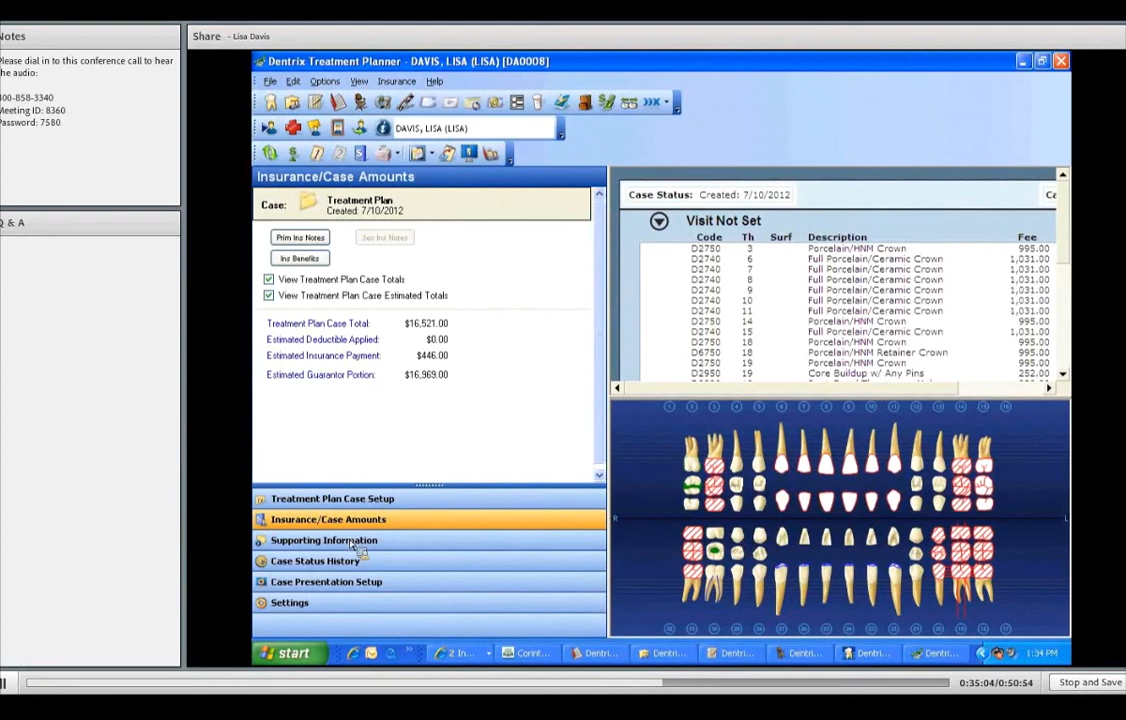 Notes
Please dial in to this conference call to hear
the audio:
800-858-3340
Meeting ID: 8360
Password: 7580
Q & A
Share - Lisa Davis
Dentrix Treatment Planner - DAVIS, LISA (LISA) [DA0008]
File Edit Options View Insurance Help
DAVIS, LISA (LISA)
Insurance/Case Amounts
Case: Treatment Plan
Created: 7/10/2012
Prim Ins Notes Sec Ins Notes
Ins Benefits
View Treatment Plan Case Totals
View Treatment Plan Case Estimated Totals
Treatment Plan Case Total: $16,521.00
Estimated Deductible Applied: $0.00
Estimated Insurance Payment: $446.00
Estimated Guarantor Portion: $16,969.00
Treatment Plan Case Setup
Insurance/Case Amounts
Supporting Information
Case Status History
Case Presentation Setup
Settings
Case Status: Created: 7/10/2012 Ca
Visit Not Set
Code Th Surf Description Fee
D2750 3 Porcelain/HNM Crown 995.00
D2740 6 Full Porcelain/Ceramic Crown 1,031.00
D2740 7 Full Porcelain/Ceramic Crown 1,031.00
D2740 8 Full Porcelain/Ceramic Crown 1,031.00
D2740 9 Full Porcelain/Ceramic Crown 1,031.00
D2740 10 Full Porcelain/Ceramic Crown 1,031.00
D2740 11 Full Porcelain/Ceramic Crown 1,031.00
D2750 14 Porcelain/HNM Crown 995.00
D2740 15 Full Porcelain/Ceramic Crown 1,031.00
D2750 18 Porcelain/HNM Crown 995.00
D6750 18 Porcelain/HNM Retainer Crown 995.00
D2750 19 Porcelain/HNM Crown 995.00
D2950 19 Core Buildup w/ Any Pins 252.00
R L
start 2 In... Corint... Dentri... Dentri... Dentri... Dentri... Dentri... Dentri... 1:34 PM
0:35:04/0:50:54 Stop and Save